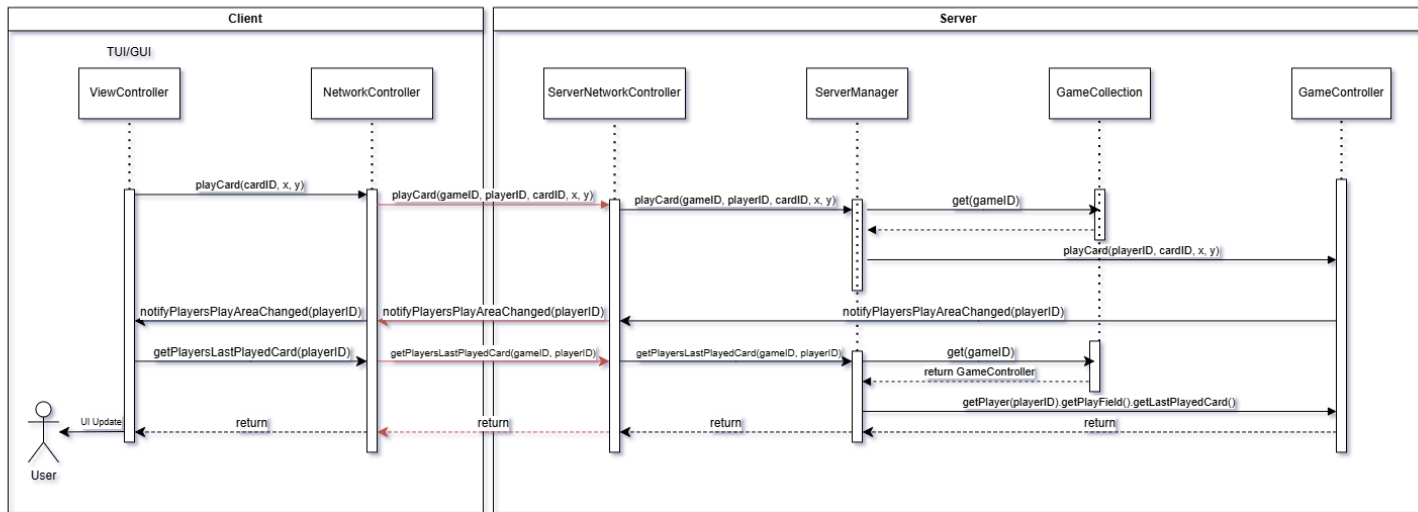 Client
Server
TUI/GUI
ViewController
NetworkController
ServerNetworkController
ServerManager
GameCollection
GameController
playCard(cardID, x, y)
playCard(gameID, playerID, cardID, x, y)
playCard(gameID, playerID, cardID, x, y)
get(gameID)
playCard(playerID, cardID, x, y)
notifyPlayersPlayAreaChanged(playerID)
notifyPlayersPlayAreaChanged(playerID)
notifyPlayersPlayAreaChanged(playerID)
getPlayersLastPlayedCard(playerID)
getPlayersLastPlayedCard(gameID, playerID)
getPlayersLastPlayedCard(gameID, playerID)
get(gameID)
return GameController
getPlayer(playerID).getPlayField().getLastPlayedCard()
UI Update
return
return
return
return
User